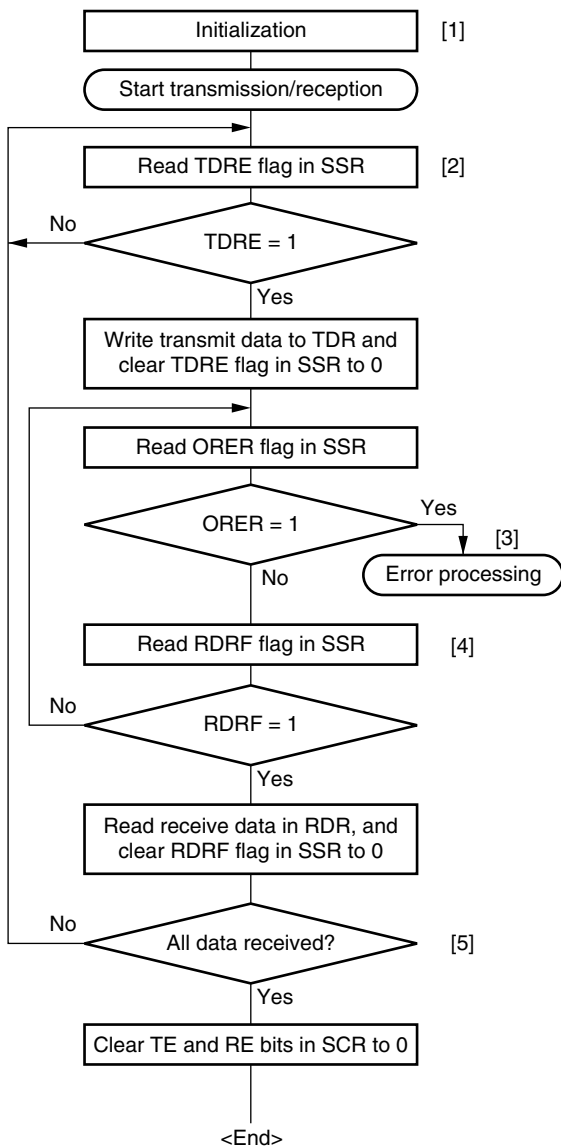 Initialization
[1]
Start transmission/reception
Read TDRE flag in SSR
[2]
No
TDRE = 1
Yes
Write transmit data to TDR and
clear TDRE flag in SSR to 0
Read ORER flag in SSR
Yes
ORER = 1
[3]
No
Error processing
Read RDRF flag in SSR
[4]
No
RDRF = 1
Yes
Read receive data in RDR, and
clear RDRF flag in SSR to 0
No
All data received?
[5]
Yes
Clear TE and RE bits in SCR to 0
<End>